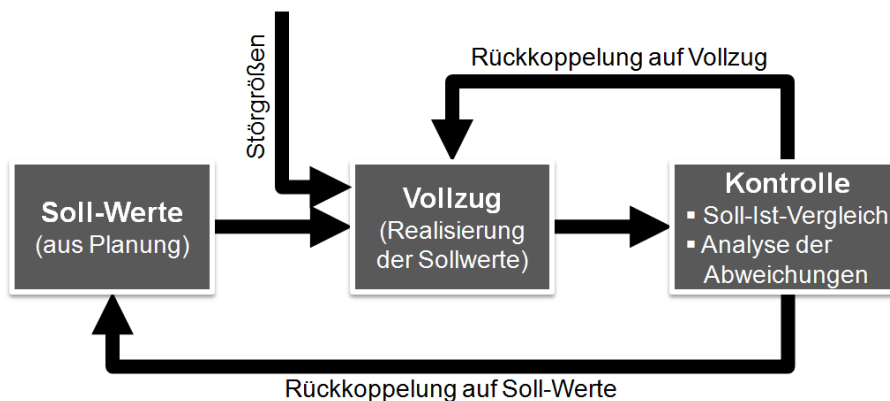 Störgrößen
Rückkoppelung auf Vollzug
Soll-Werte
(aus Planung)
Vollzug
(Realisierung
der Sollwerte)
Kontrolle
▪ Soll-Ist-Vergleich
▪ Analyse der
Abweichungen
Rückkoppelung auf Soll-Werte